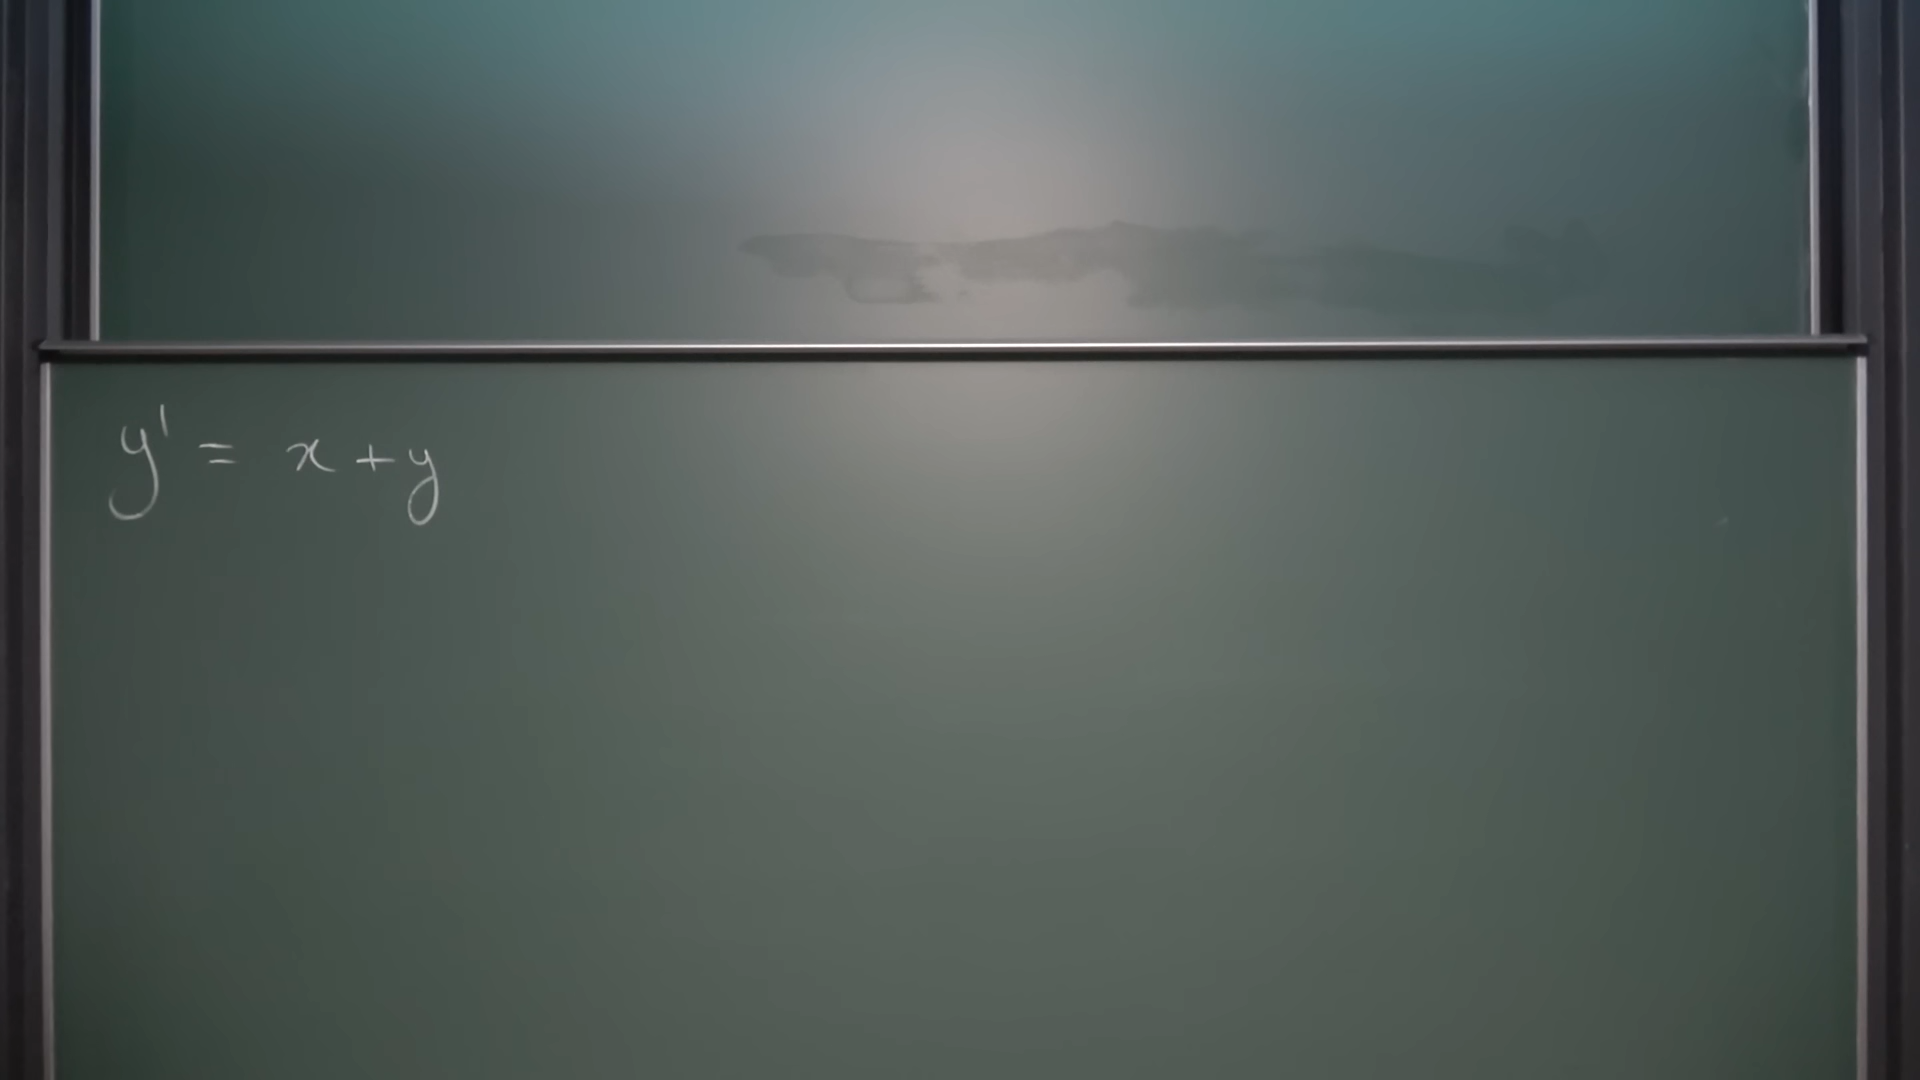 y' = x + y